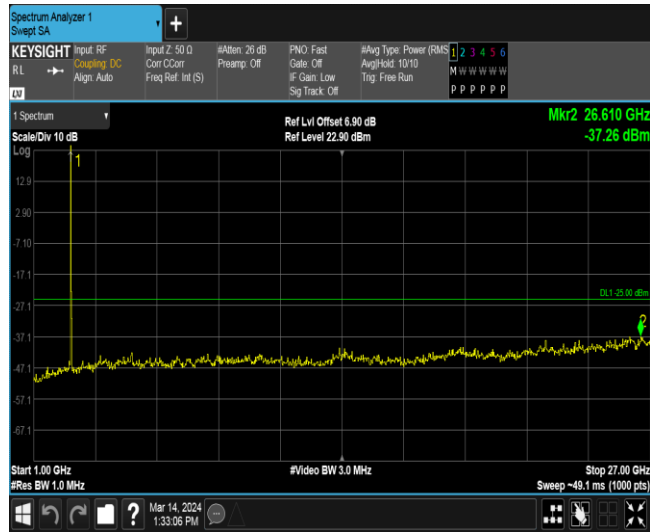 Spectrum Analyzer 1
Swept SA
KEYSIGHT
RL
LXI
Input: RF
Coupling: DC
Align: Auto
Input Z: 50 Ω
Corr CCorr
Freq Ref: Int (S)
#Atten: 26 dB
Preamp: Off
PNO: Fast
Gate: Off
IF Gain: Low
Sig Track: Off
#Avg Type: Power (RMS
Avg|Hold: 10/10
Trig: Free Run
1 2 3 4 5 6
M W W W W W
P P P P P P
1 Spectrum
Scale/Div 10 dB
Ref Lvl Offset 6.90 dB
Ref Level 22.90 dBm
Mkr2 26.610 GHz
-37.26 dBm
Log
1
12.9
2.90
-7.10
-17.1
DL1 -25.00 dBm
-27.1
2
-37.1
-47.1
-57.1
-67.1
Start 1.00 GHz
#Video BW 3.0 MHz
Stop 27.00 GHz
#Res BW 1.0 MHz
Sweep ~49.1 ms (1000 pts)
?
Mar 14, 2024
1:33:06 PM